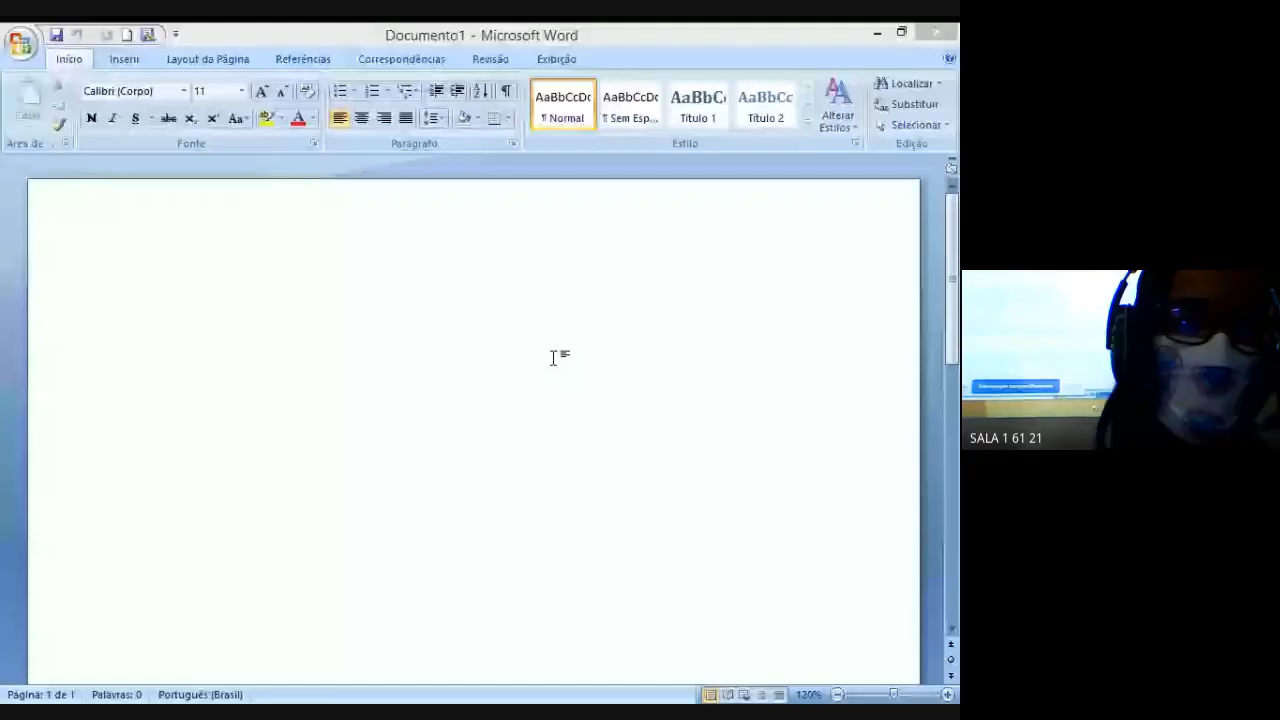 Documento1 - Microsoft Word
Início Inserir Layout da Página Referências Correspondências Revisão Exibição
Calibri (Corpo) 11
AaBbCcDc AaBbCcDc AaBbC AaBbCc
¶ Normal ¶ Sem Esp... Título 1 Título 2
Alterar Estilos
Localizar
Substituir
Selecionar
Área de... Fonte Parágrafo Estilo Edição
SALA 1 61 21
Página: 1 de 1 Palavras: 0 Português (Brasil) 120%